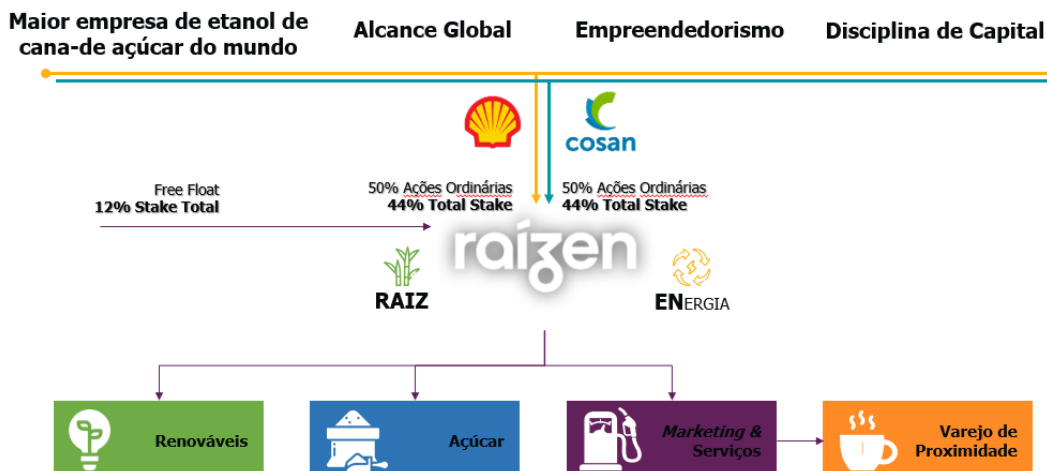 Maior empresa de etanol de
cana-de açúcar do mundo
Alcance Global
Empreendedorismo
Disciplina de Capital
cosan
Free Float
12% Stake Total
50% Ações Ordinárias
44% Total Stake
50% Ações Ordinárias
44% Total Stake
raízen
RAIZ
ENERGIA
Renováveis
Açúcar
Marketing &
Serviços
Varejo de
Proximidade